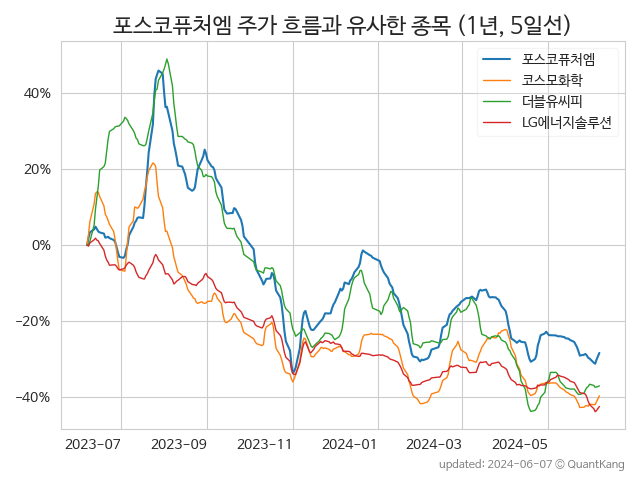 포스코퓨처엠 주가 흐름과 유사한 종목 (1년, 5일선)
포스코퓨처엠
코스모화학
더블유씨피
LG에너지솔루션
40%
20%
0%
−20%
−40%
2023-07 2023-09 2023-11 2024-01 2024-03 2024-05
updated: 2024-06-07 © QuantKang